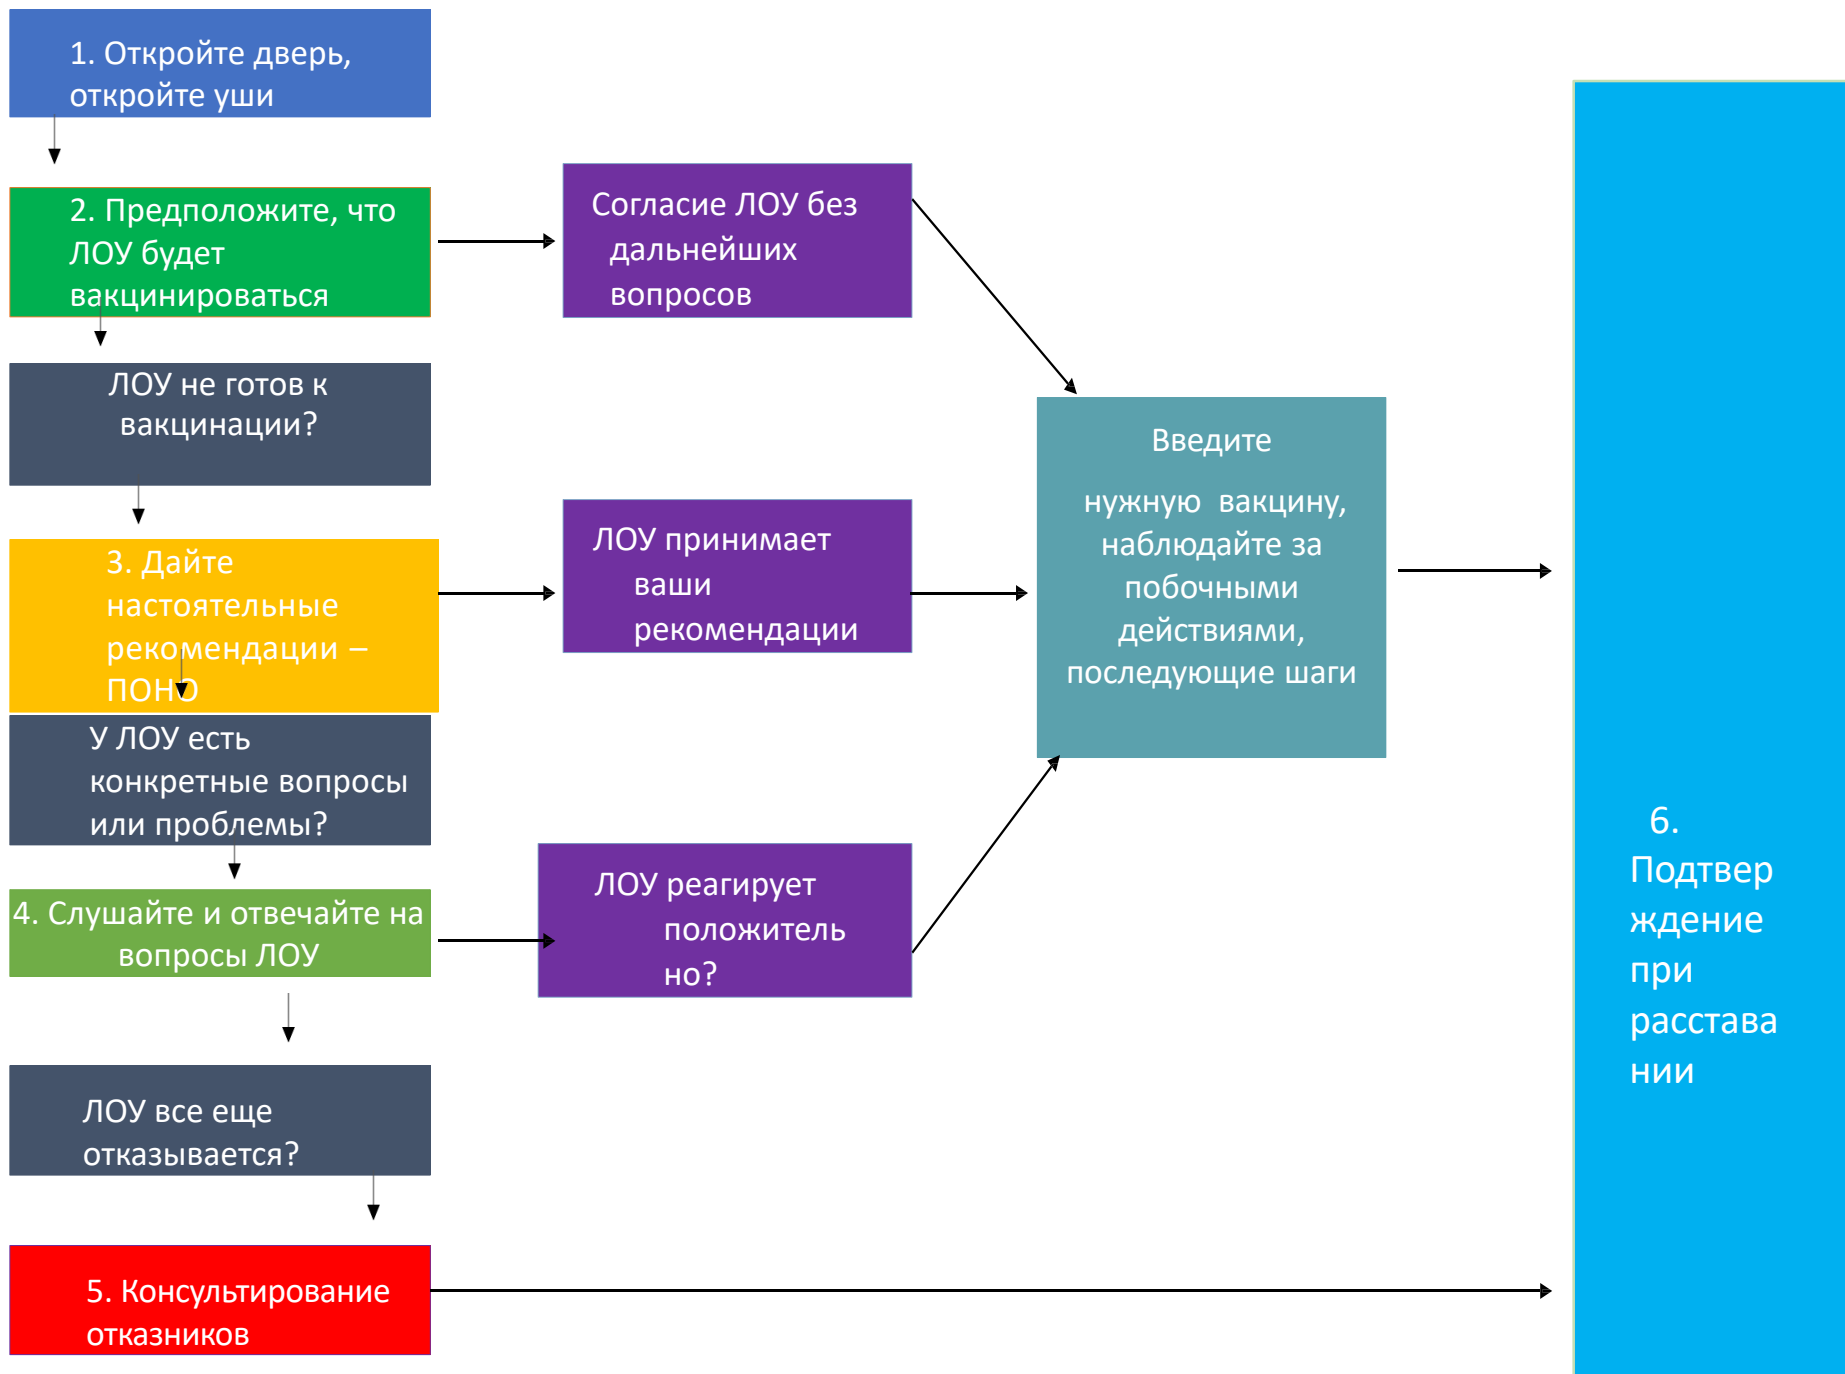 1. Откройте дверь,
откройте уши
2. Предположите, что
ЛОУ будет
вакцинироваться
Согласие ЛОУ без
дальнейших
вопросов
ЛОУ не готов к
вакцинации?
3. Дайте
настоятельные
рекомендации –
ПОНО
ЛОУ принимает
ваши
рекомендации
Введите
нужную вакцину,
наблюдайте за
побочными
действиями,
последующие шаги
У ЛОУ есть
конкретные вопросы
или проблемы?
4. Слушайте и отвечайте на
вопросы ЛОУ
ЛОУ реагирует
положитель
но?
ЛОУ все еще
отказывается?
5. Консультирование
отказников
6.
Подтвер
ждение
при
расстава
нии